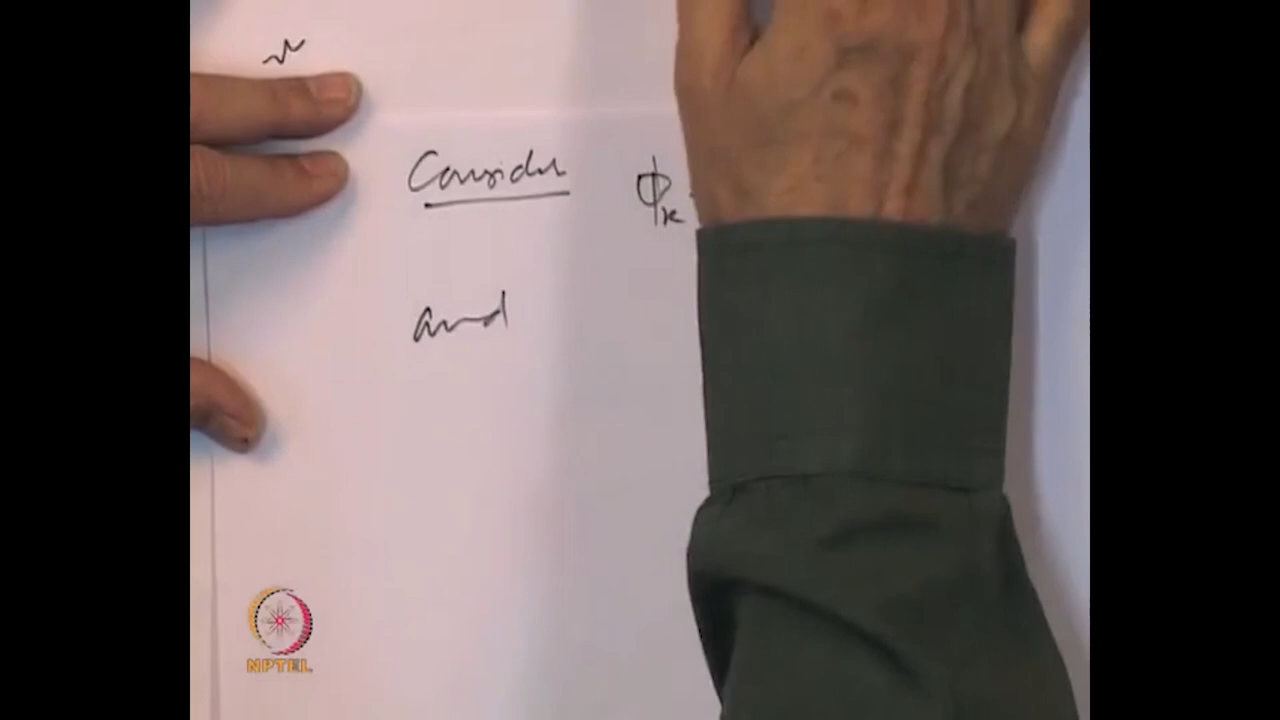 Consider ϕₖ
and
NPTEL